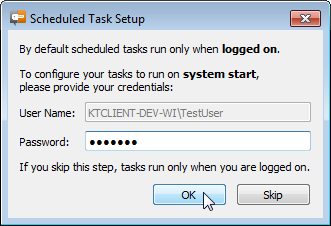 Scheduled Task Setup
By default scheduled tasks run only when logged on.
To configure your tasks to run on system start,
please provide your credentials:
User Name: KTCLIENT-DEV-WI\TestUser
Password: •••••••
If you skip this step, tasks run only when you are logged on.
OK Skip